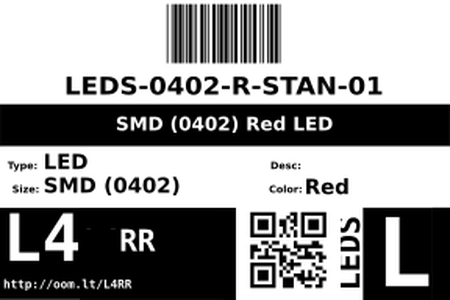 LEDS-0402-R-STAN-01
SMD (0402) Red LED
Type: LED
Desc:
Size: SMD (0402)
Color: Red
L4
RR
http://oom.lt/L4RR
LEDS
L